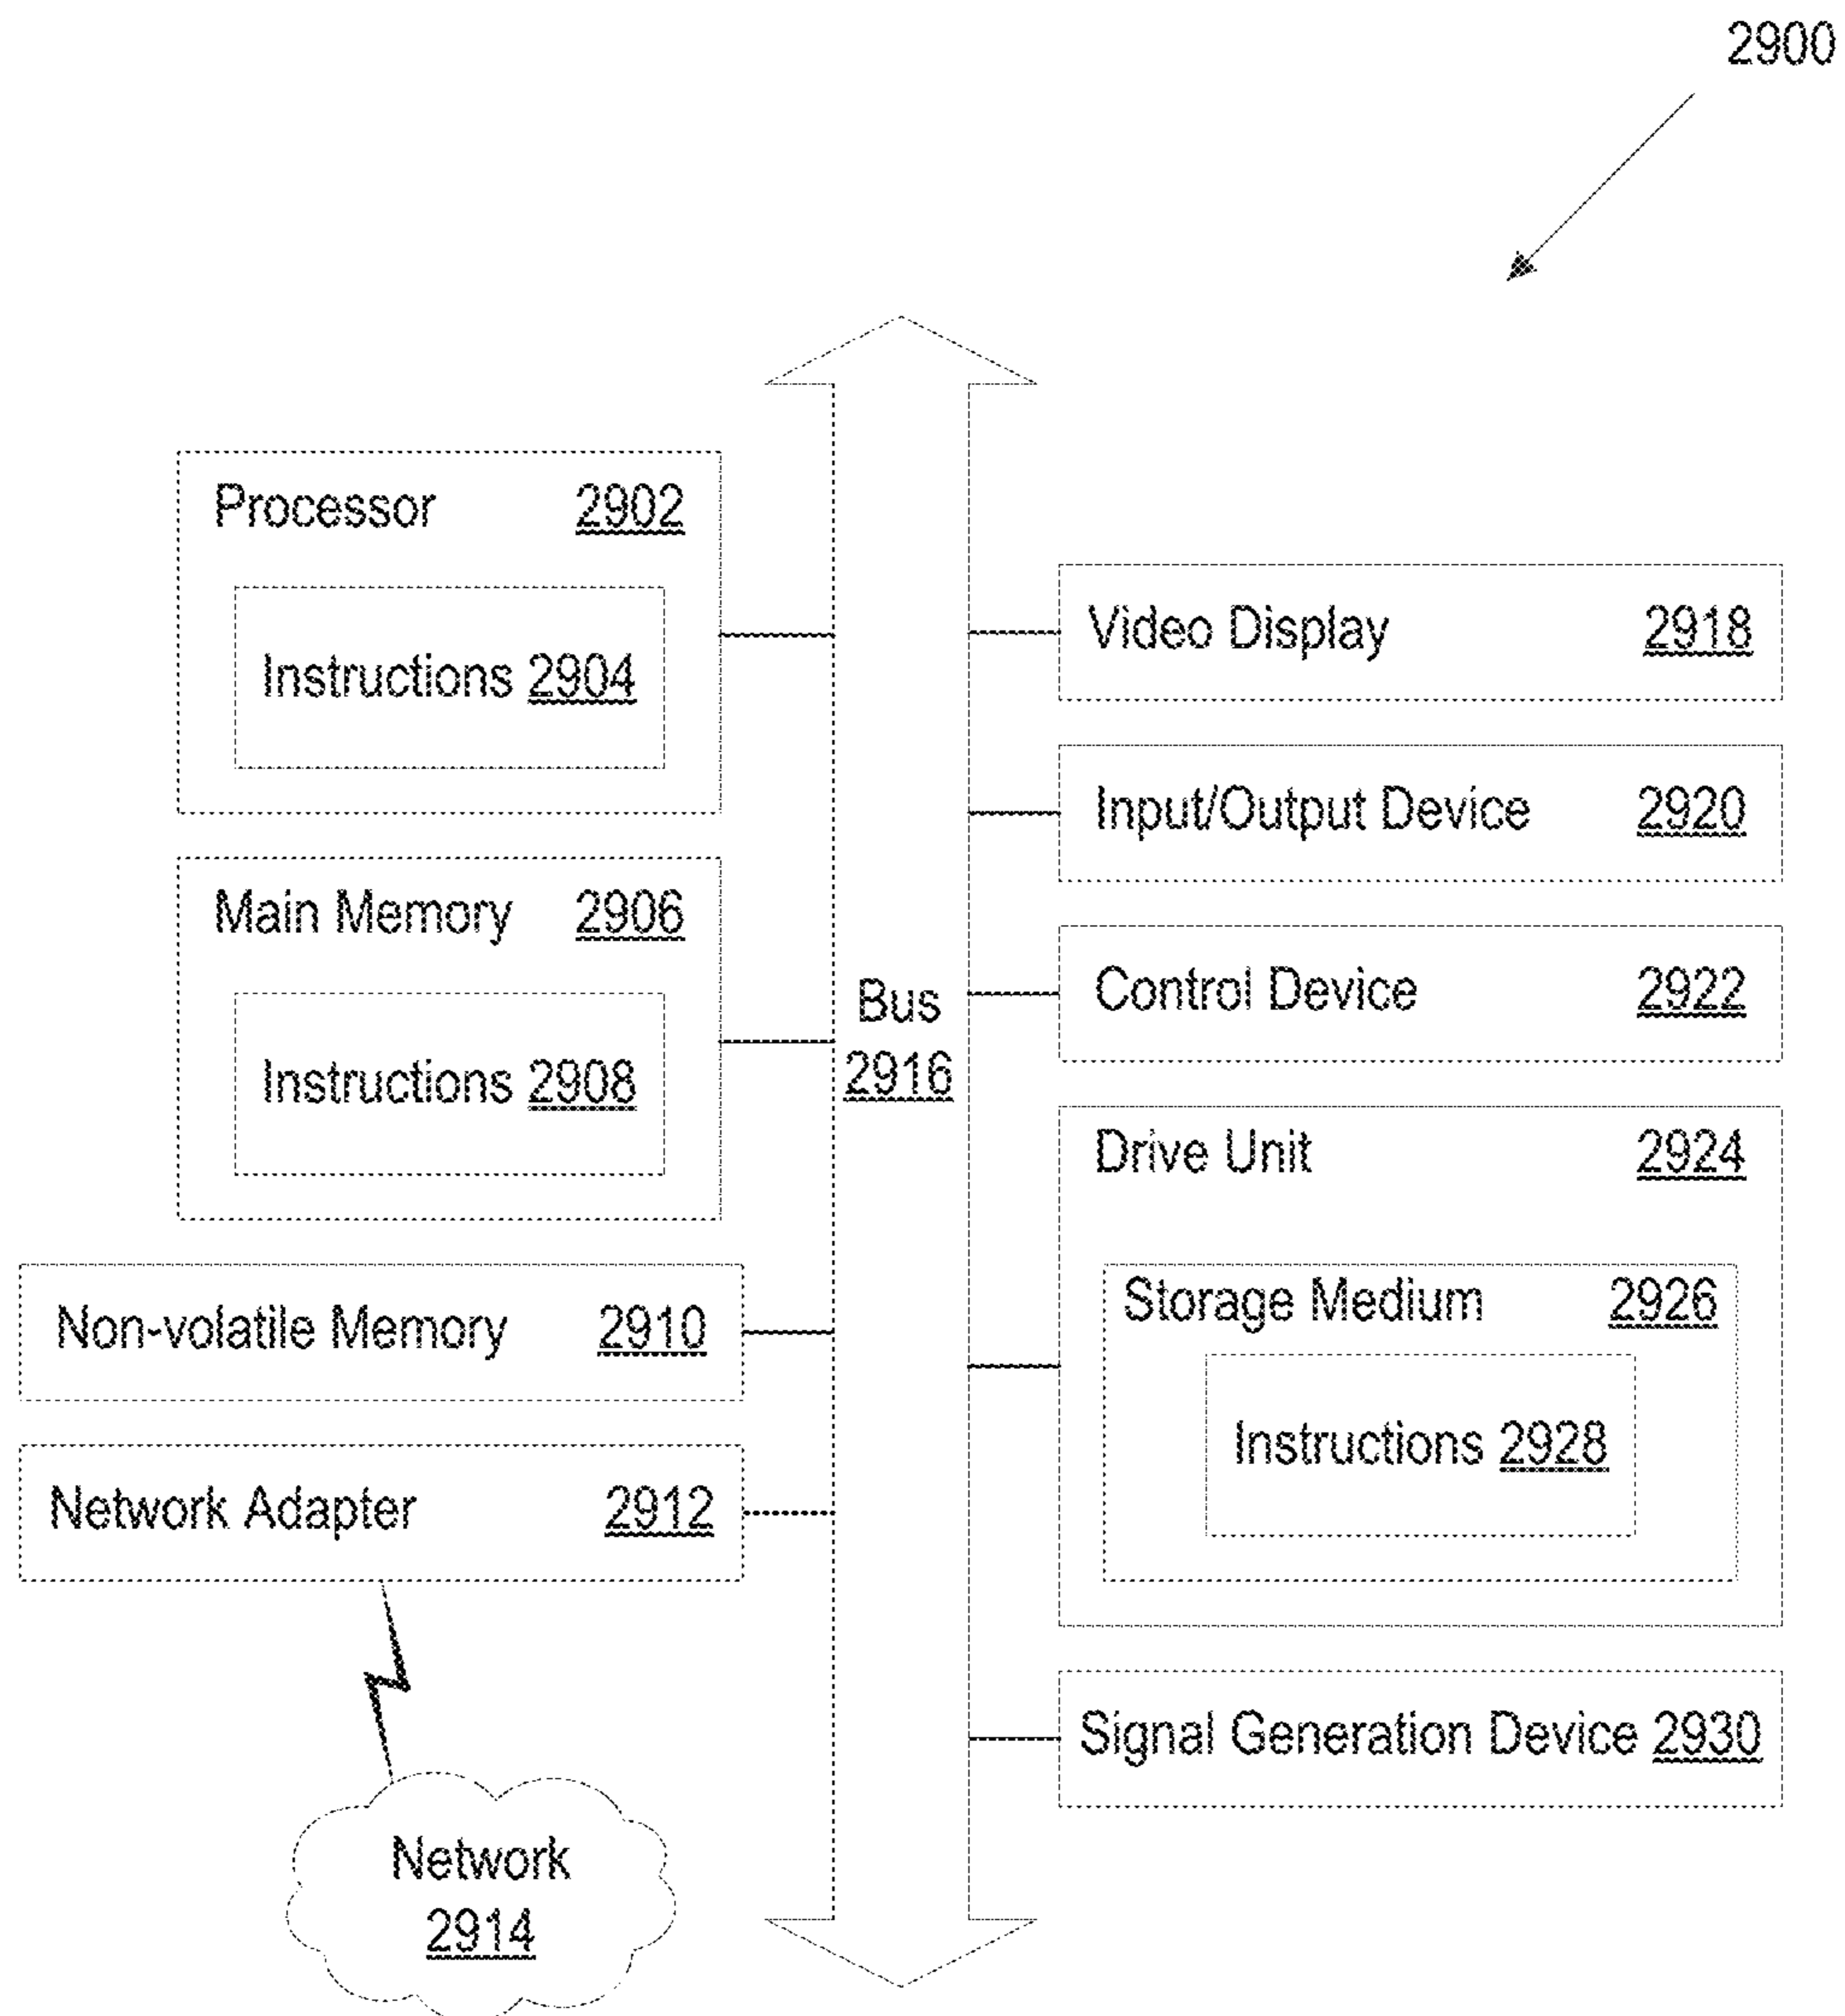 2900
Processor 2902
Instructions 2904
Main Memory 2906
Instructions 2908
Non-volatile Memory 2910
Network Adapter 2912
Network
2914
Bus
2916
Video Display 2918
Input/Output Device 2920
Control Device 2922
Drive Unit 2924
Storage Medium 2926
Instructions 2928
Signal Generation Device 2930